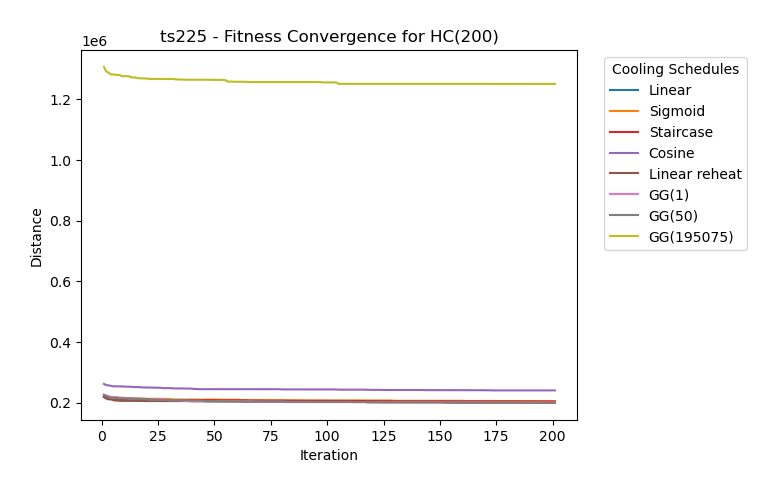 ts225 - Fitness Convergence for HC(200)
1e6
1.2
1.0
0.8
0.6
0.4
0.2
Distance
0 25 50 75 100 125 150 175 200
Iteration
Cooling Schedules
Linear
Sigmoid
Staircase
Cosine
Linear reheat
GG(1)
GG(50)
GG(195075)